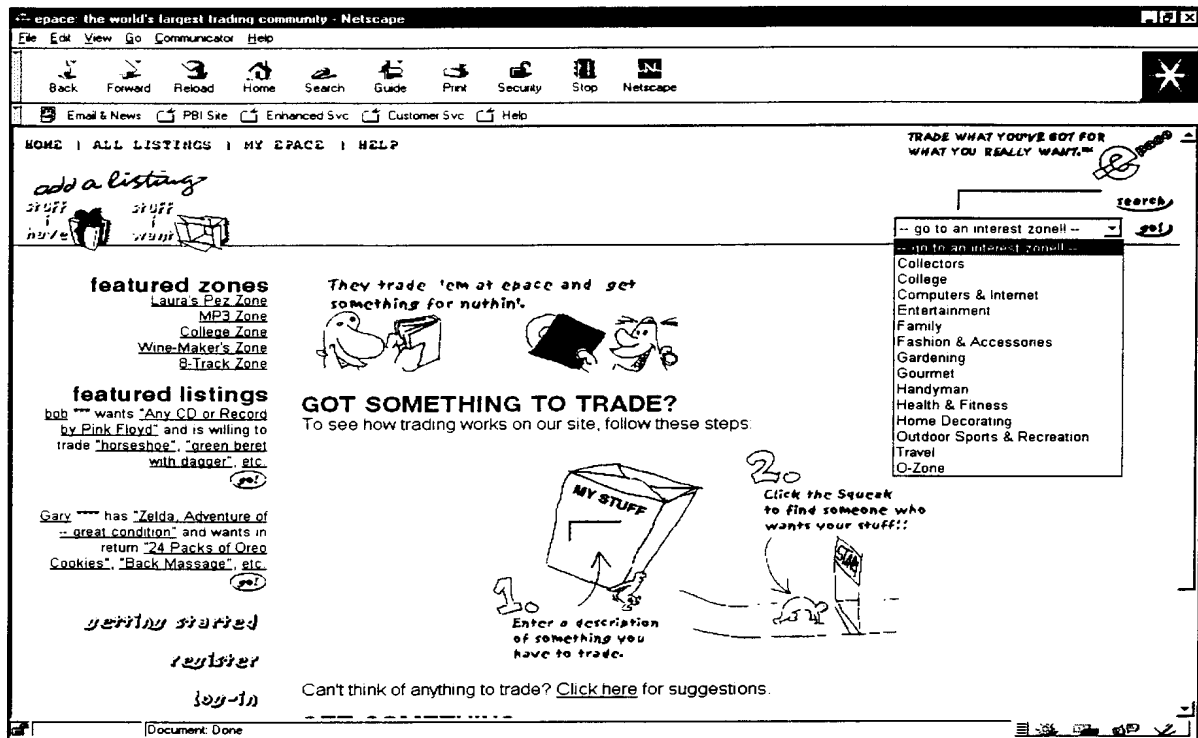 epace: the world's largest trading community - Netscape
File Edit View Go Communicator Help
Back Forward Reload Home Search Guide Print Security Stop Netscape
Email & News PBI Site Enhanced Svc Customer Svc Help
HOME | ALL LISTINGS | MY EPACE | HELP
TRADE WHAT YOU'VE GOT FOR
WHAT YOU REALLY WANT.™
e pace
add a listing
stuff i have
stuff i want
search
-- go to an interest zone!! --
go!
-- go to an interest zone!! --
Collectors
College
Computers & Internet
Entertainment
Family
Fashion & Accessories
Gardening
Gourmet
Handyman
Health & Fitness
Home Decorating
Outdoor Sports & Recreation
Travel
O-Zone
featured zones
Laura's Pez Zone
MP3 Zone
College Zone
Wine-Maker's Zone
8-Track Zone
featured listings
bob **** wants "Any CD or Record
by Pink Floyd" and is willing to
trade "horseshoe", "green beret
with dagger", etc.
go!
Gary **** has "Zelda, Adventure of
-- great condition" and wants in
return "24 Packs of Oreo
Cookies", "Back Massage", etc.
go!
getting started
register
log-in
They trade 'em at epace and get
something for nuthin'.
GOT SOMETHING TO TRADE?
To see how trading works on our site, follow these steps:
MY STUFF
1.
Enter a description
of something you
have to trade.
2.
Click the Squeak
to find someone who
wants your stuff!!
Can't think of anything to trade? Click here for suggestions.
Document: Done